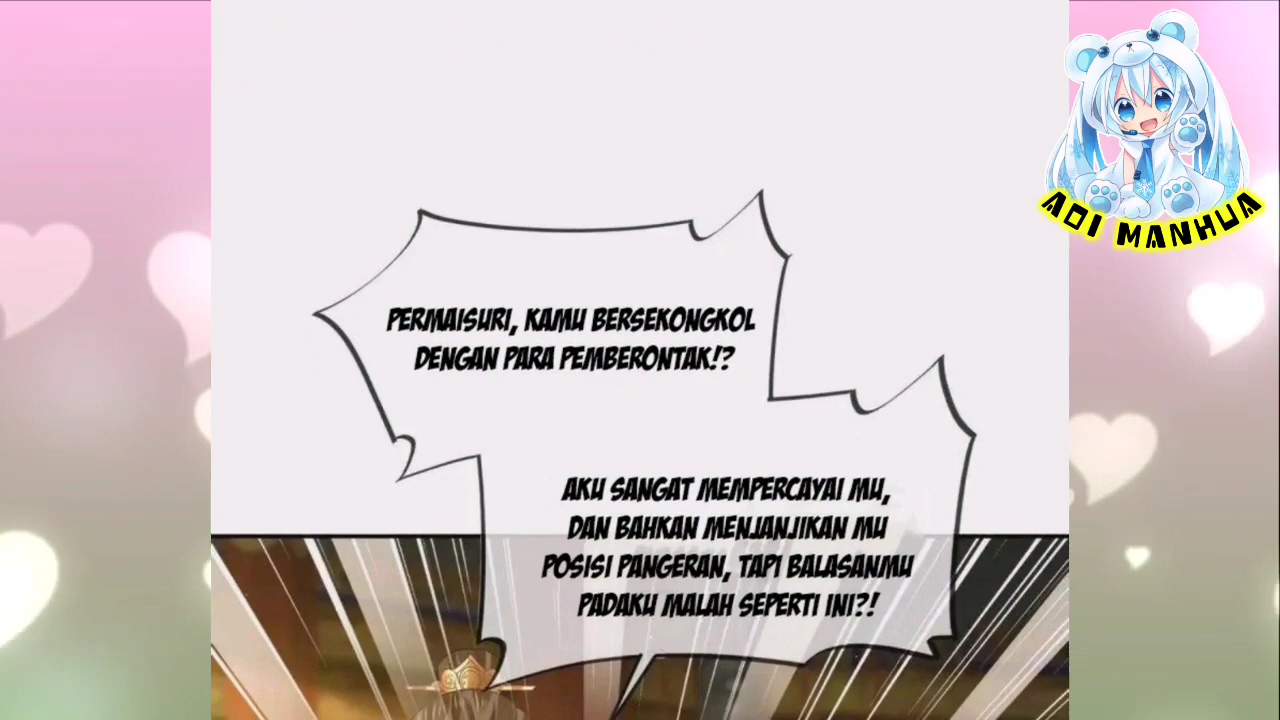 PERMAISURI, KAMU BERSEKONGKOL
DENGAN PARA PEMBERONTAK!?
AKU SANGAT MEMPERCAYAI MU,
DAN BAHKAN MENJANJIKAN MU
POSISI PANGERAN, TAPI BALASANMU
PADAKU MALAH SEPERTI INI?!
AOI MANHUA